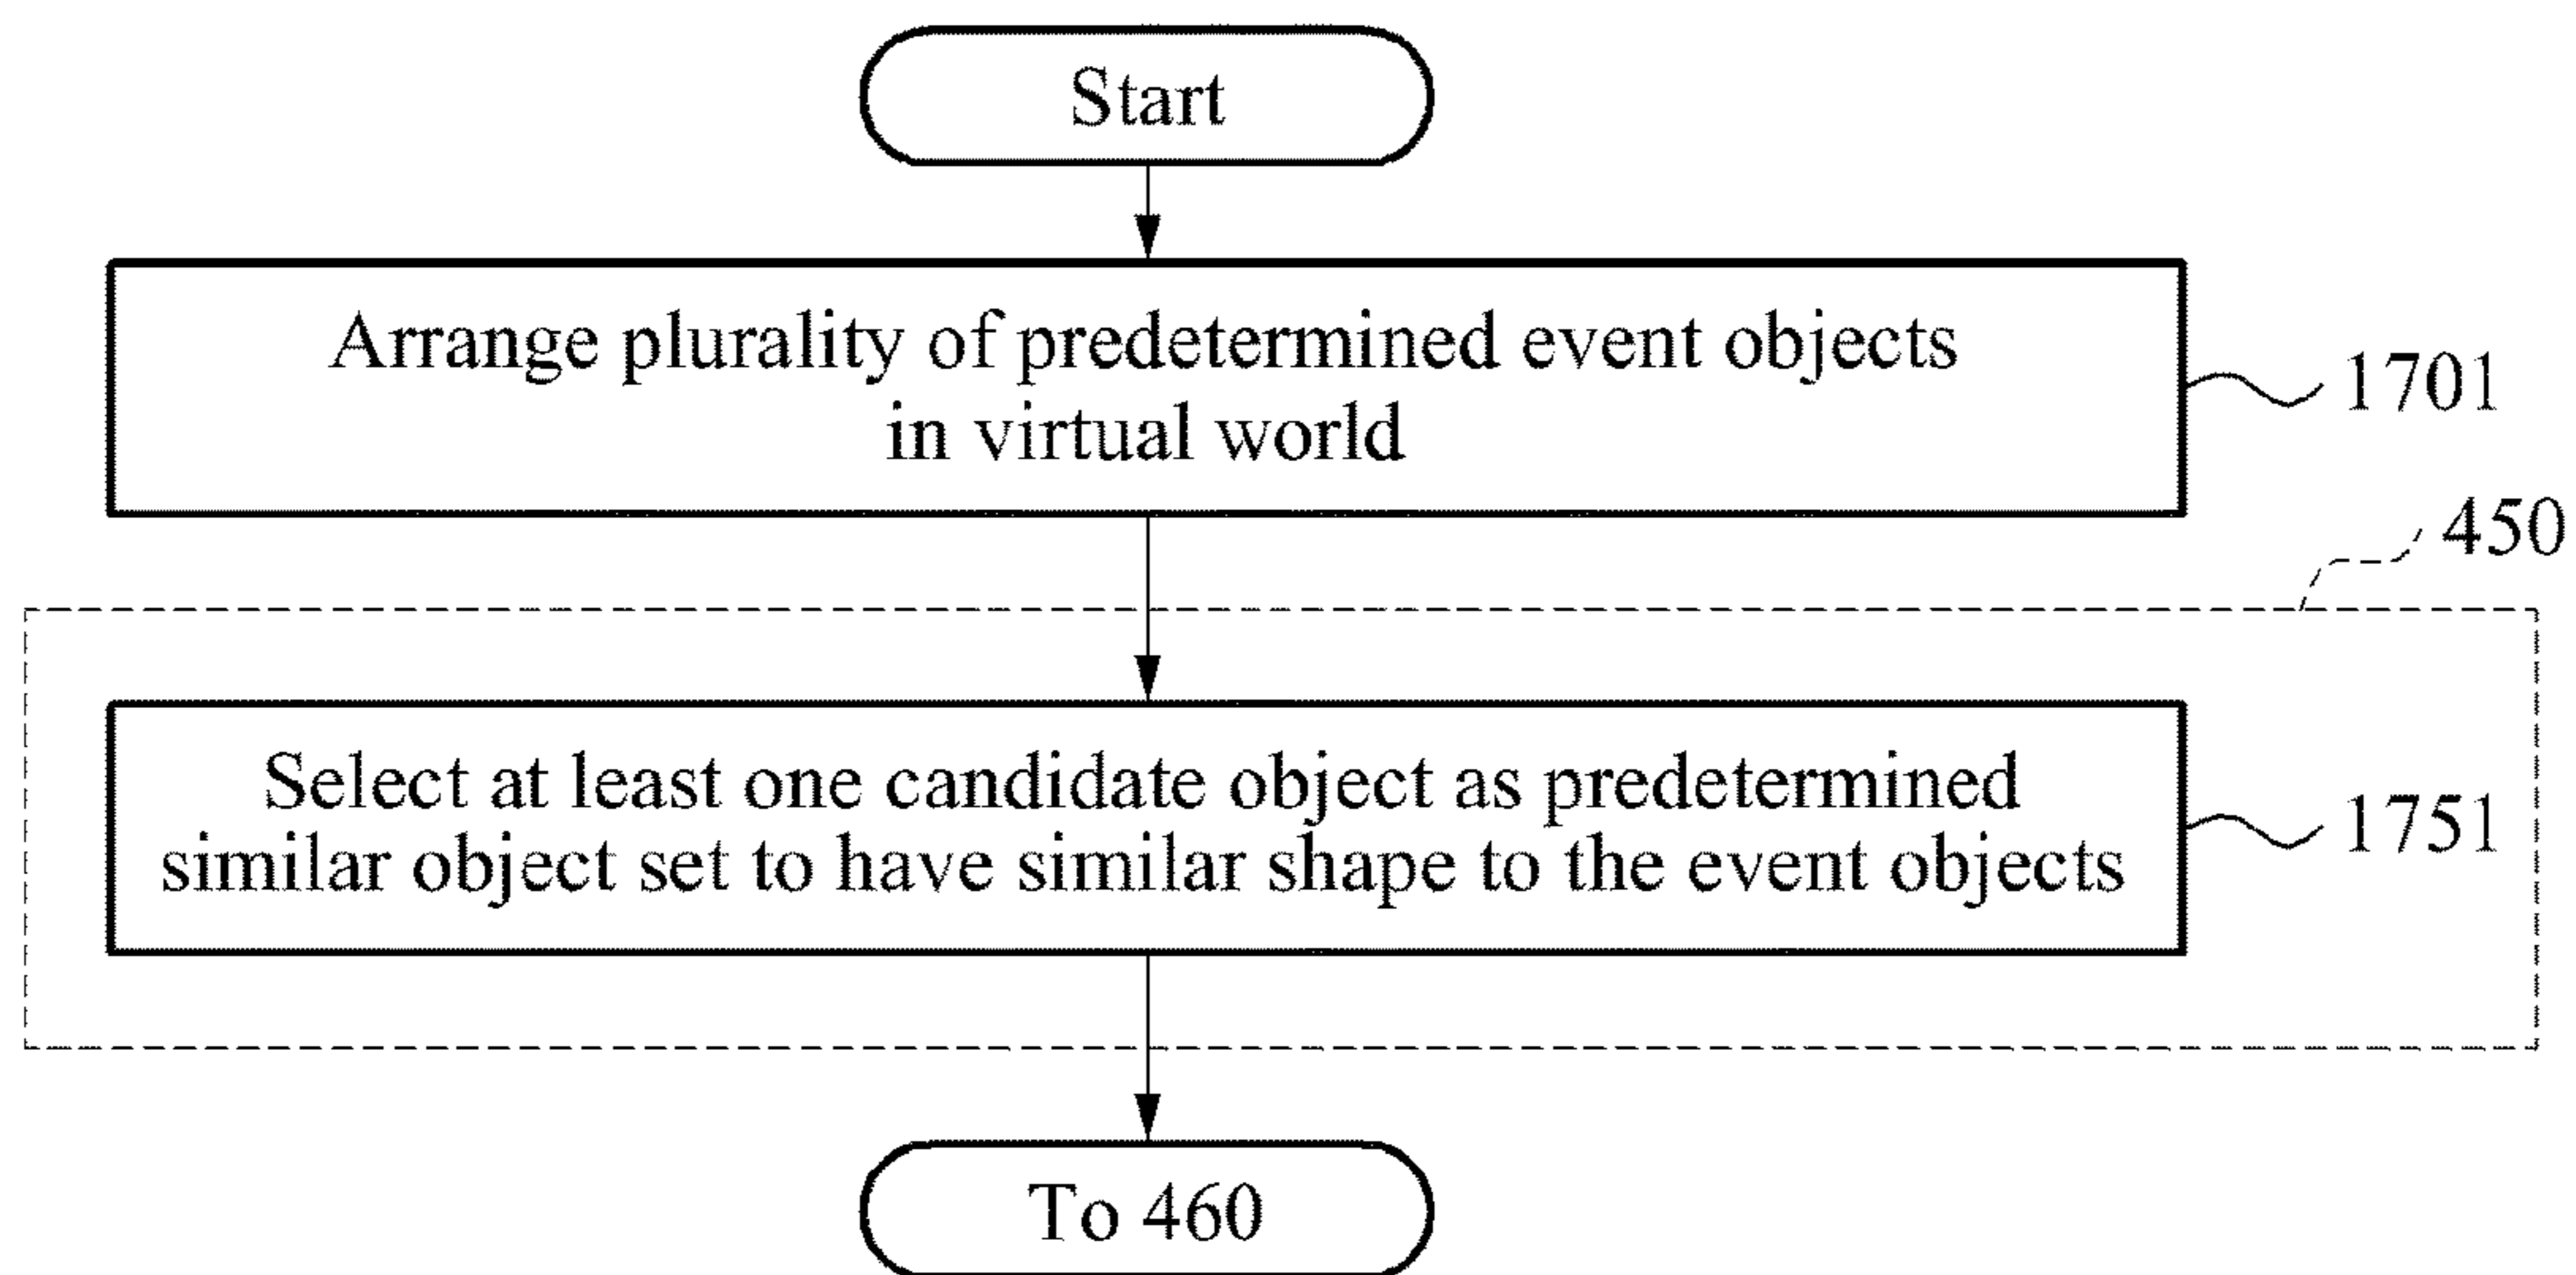 Start
Arrange plurality of predetermined event objects
in virtual world
1701
450
Select at least one candidate object as predetermined
similar object set to have similar shape to the event objects
1751
To 460